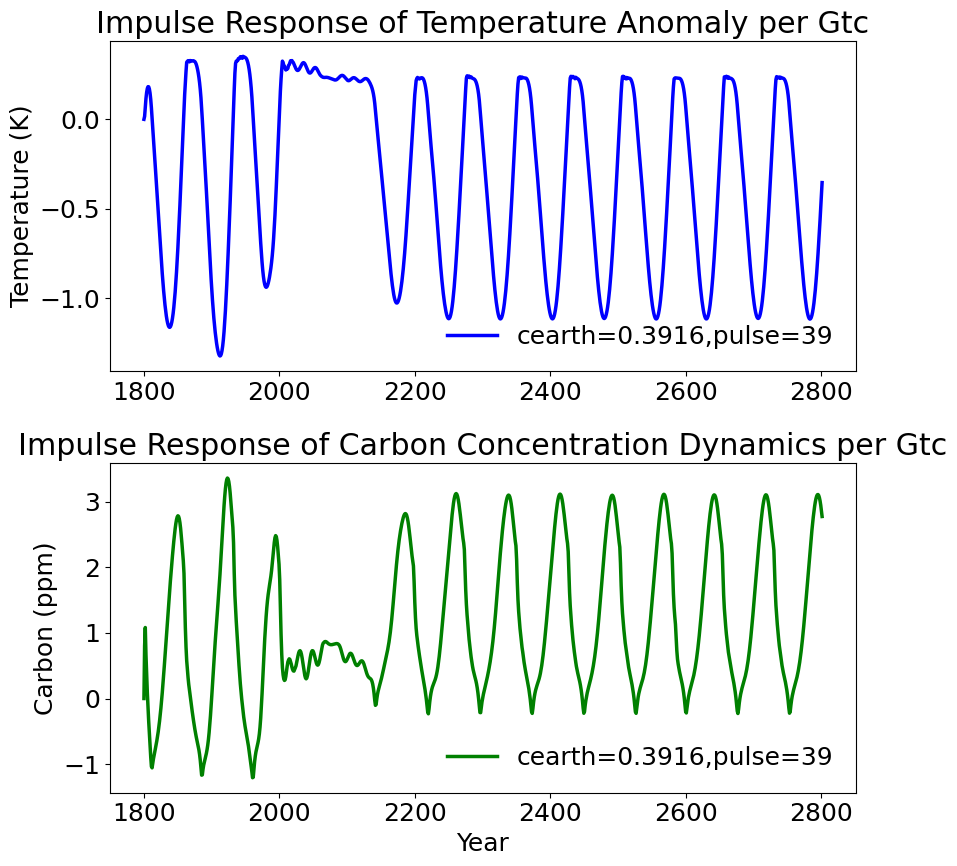 Impulse Response of Temperature Anomaly per Gtc
Temperature (K)
0.0
−0.5
−1.0
cearth=0.3916,pulse=39
1800 2000 2200 2400 2600 2800
Impulse Response of Carbon Concentration Dynamics per Gtc
Carbon (ppm)
3
2
1
0
−1
cearth=0.3916,pulse=39
1800 2000 2200 2400 2600 2800
Year